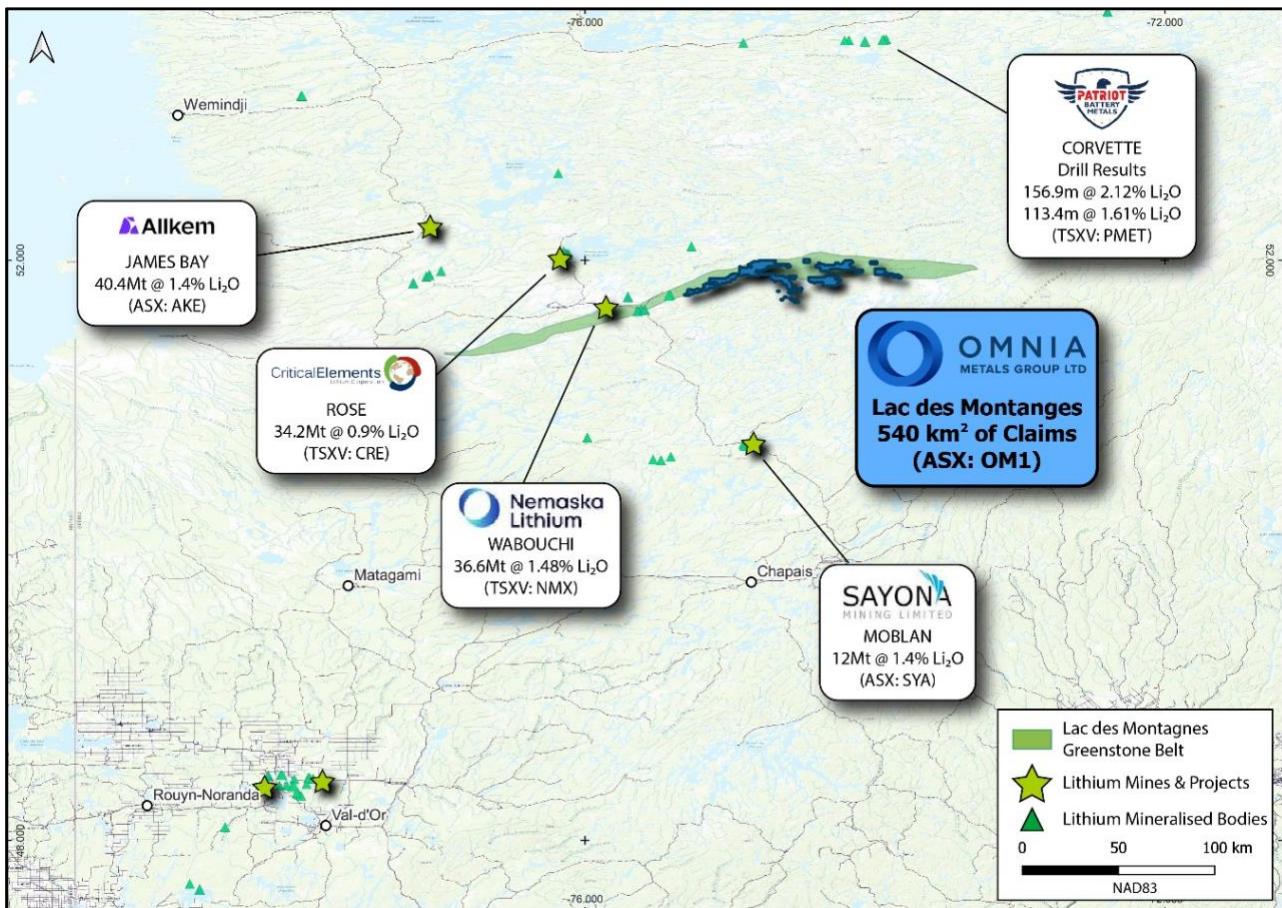 -76.000
-72.000
Wemindji
PATRIOT
BATTERY
METALS
CORVETTE
Drill Results
156.9m @ 2.12% Li₂O
113.4m @ 1.61% Li₂O
(TSXV: PMET)
Allkem
JAMES BAY
40.4Mt @ 1.4% Li₂O
(ASX: AKE)
52.000
52.000
OMNIA
METALS GROUP LTD
Lac des Montanges
540 km² of Claims
(ASX: OM1)
CriticalElements
Lithium Corporation
ROSE
34.2Mt @ 0.9% Li₂O
(TSXV: CRE)
Nemaska
Lithium
WABOUCHI
36.6Mt @ 1.48% Li₂O
(TSXV: NMX)
Matagami
Chapais
SAYONA
MINING LIMITED
MOBLAN
12Mt @ 1.4% Li₂O
(ASX: SYA)
Lac des Montagnes
Greenstone Belt
Lithium Mines & Projects
Lithium Mineralised Bodies
0 50 100 km
NAD83
Rouyn-Noranda
Val-d'Or
48.000
-76.000